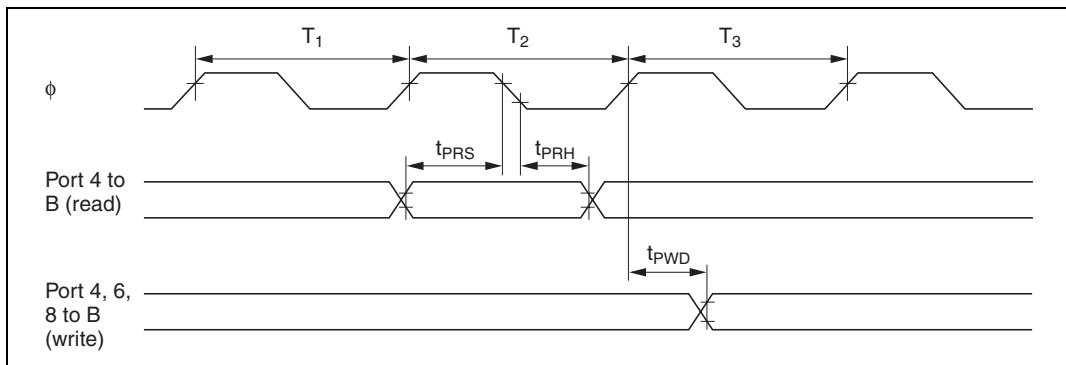 T1 T2 T3
ϕ
tPRS tPRH
Port 4 to
B (read)
tPWD
Port 4, 6,
8 to B
(write)